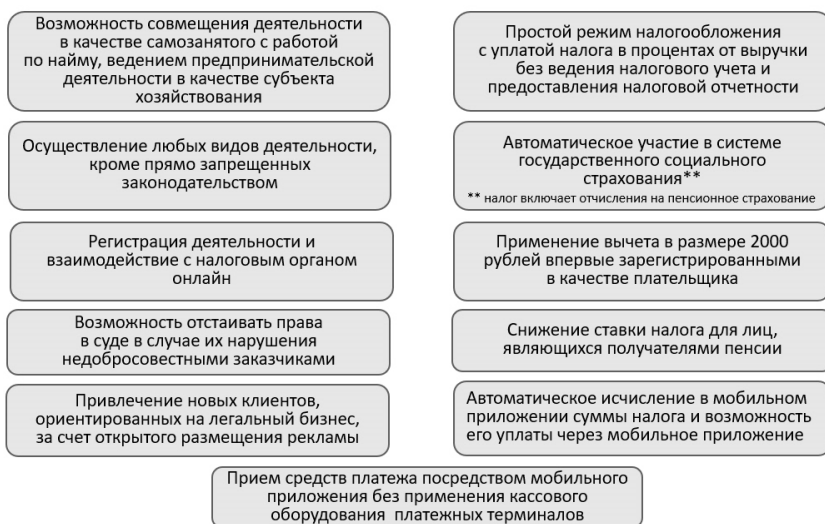 Возможность совмещения деятельности
в качестве самозанятого с работой
по найму, ведением предпринимательской
деятельности в качестве субъекта
хозяйствования
Простой режим налогообложения
с уплатой налога в процентах от выручки
без ведения налогового учета и
предоставления налоговой отчетности
Осуществление любых видов деятельности,
кроме прямо запрещенных
законодательством
Автоматическое участие в системе
государственного социального
страхования**
** налог включает отчисления на пенсионное страхование
Регистрация деятельности и
взаимодействие с налоговым органом
онлайн
Применение вычета в размере 2000
рублей впервые зарегистрированными
в качестве плательщика
Возможность отстаивать права
в суде в случае их нарушения
недобросовестными заказчиками
Снижение ставки налога для лиц,
являющихся получателями пенсии
Привлечение новых клиентов,
ориентированных на легальный бизнес,
за счет открытого размещения рекламы
Автоматическое исчисление в мобильном
приложении суммы налога и возможность
его уплаты через мобильное приложение
Прием средств платежа посредством мобильного
приложения без применения кассового
оборудования платежных терминалов